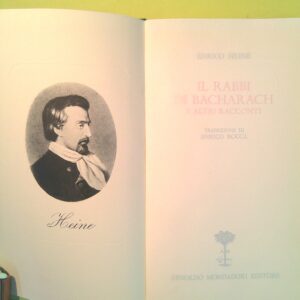 Heine
ENRICO HEINE
IL RABBI
DI BACHARACH
E ALTRI RACCONTI
TRADUZIONE DI
ENRICO ROCCA
ARNOLDO MONDADORI EDITORE